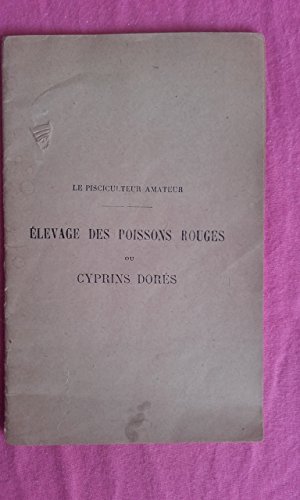 LE PISCICULTEUR AMATEUR
ÉLEVAGE DES POISSONS ROUGES
OU
CYPRINS DORÉS